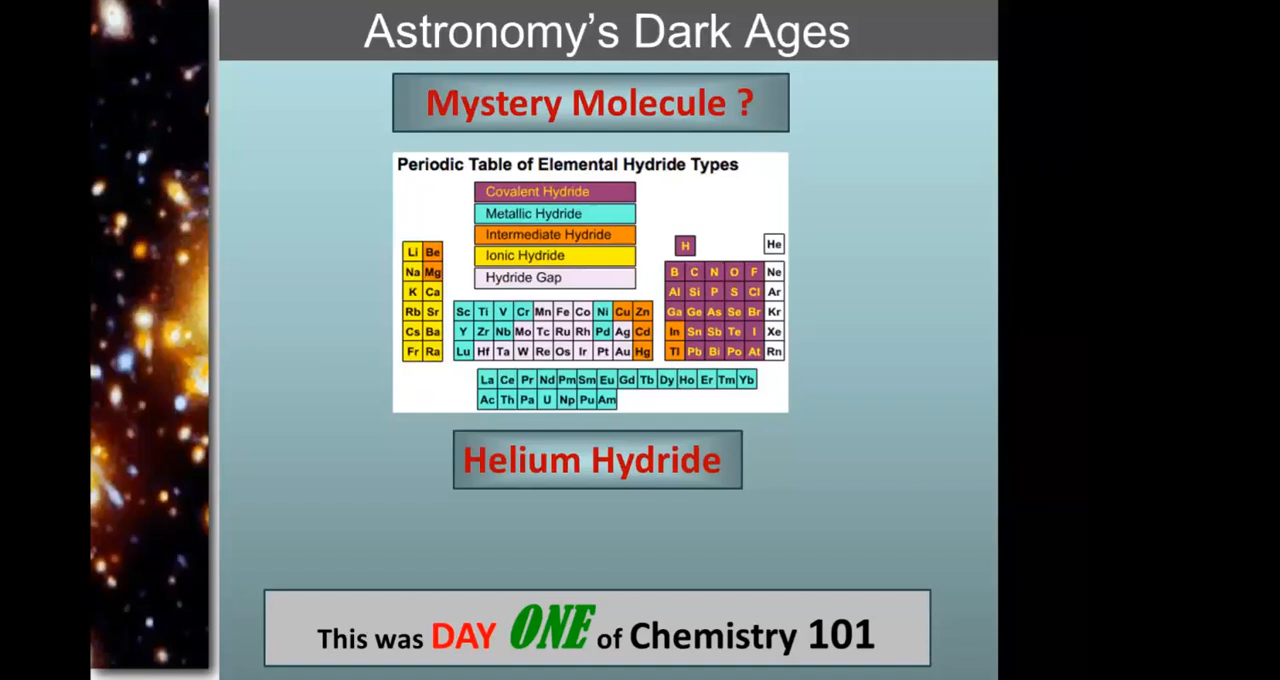 Astronomy’s Dark Ages
Mystery Molecule ?
Periodic Table of Elemental Hydride Types
Covalent Hydride
Metallic Hydride
Intermediate Hydride
Ionic Hydride
Hydride Gap
H He
Li Be B C N O F Ne
Na Mg Al Si P S Cl Ar
K Ca Sc Ti V Cr Mn Fe Co Ni Cu Zn Ga Ge As Se Br Kr
Rb Sr Y Zr Nb Mo Tc Ru Rh Pd Ag Cd In Sn Sb Te I Xe
Cs Ba Lu Hf Ta W Re Os Ir Pt Au Hg Tl Pb Bi Po At Rn
Fr Ra
La Ce Pr Nd Pm Sm Eu Gd Tb Dy Ho Er Tm Yb
Ac Th Pa U Np Pu Am
Helium Hydride
This was DAY ONE of Chemistry 101